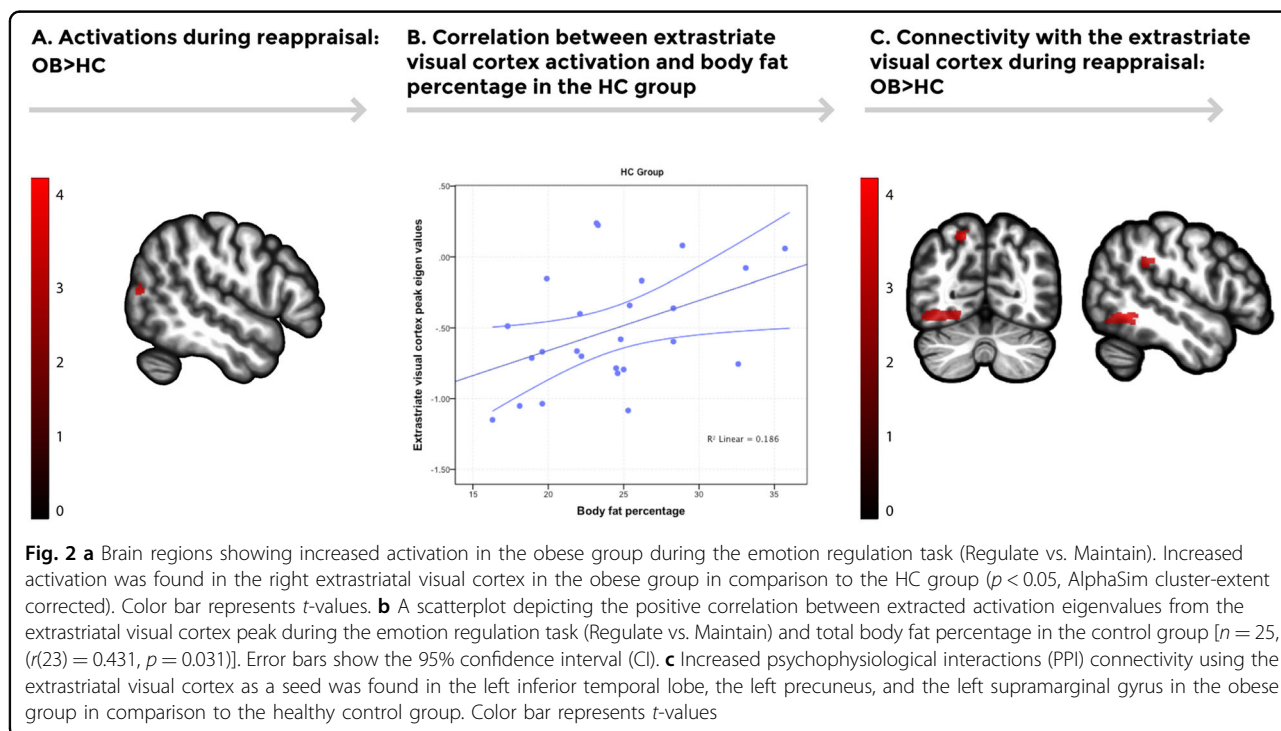 A. Activations during reappraisal:
OB>HC
B. Correlation between extrastriate
visual cortex activation and body fat
percentage in the HC group
C. Connectivity with the extrastriate
visual cortex during reappraisal:
OB>HC
4
3
2
1
0
HC Group
Extrastriate visual cortex peak eigen values
.50
.00
-.50
-1.00
-1.50
R² Linear = 0.186
15 20 25 30 35
Body fat percentage
4
3
2
1
0
Fig. 2 a Brain regions showing increased activation in the obese group during the emotion regulation task (Regulate vs. Maintain). Increased
activation was found in the right extrastriatal visual cortex in the obese group in comparison to the HC group (p < 0.05, AlphaSim cluster-extent
corrected). Color bar represents t-values. b A scatterplot depicting the positive correlation between extracted activation eigenvalues from the
extrastriatal visual cortex peak during the emotion regulation task (Regulate vs. Maintain) and total body fat percentage in the control group [n = 25,
(r(23) = 0.431, p = 0.031)]. Error bars show the 95% confidence interval (CI). c Increased psychophysiological interactions (PPI) connectivity using the
extrastriatal visual cortex as a seed was found in the left inferior temporal lobe, the left precuneus, and the left supramarginal gyrus in the obese
group in comparison to the healthy control group. Color bar represents t-values